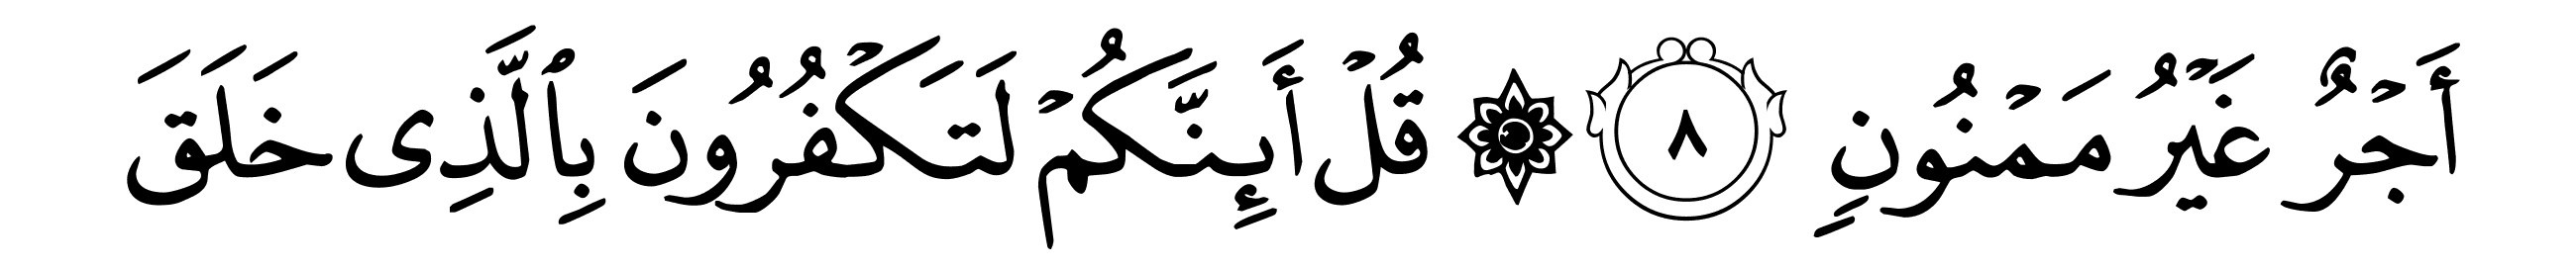 أَجۡرٌ غَيۡرُ مَمۡنُونٍ ٨ ۞ قُلۡ أَئِنَّكُمۡ لَتَكۡفُرُونَ بِٱلَّذِى خَلَقَ